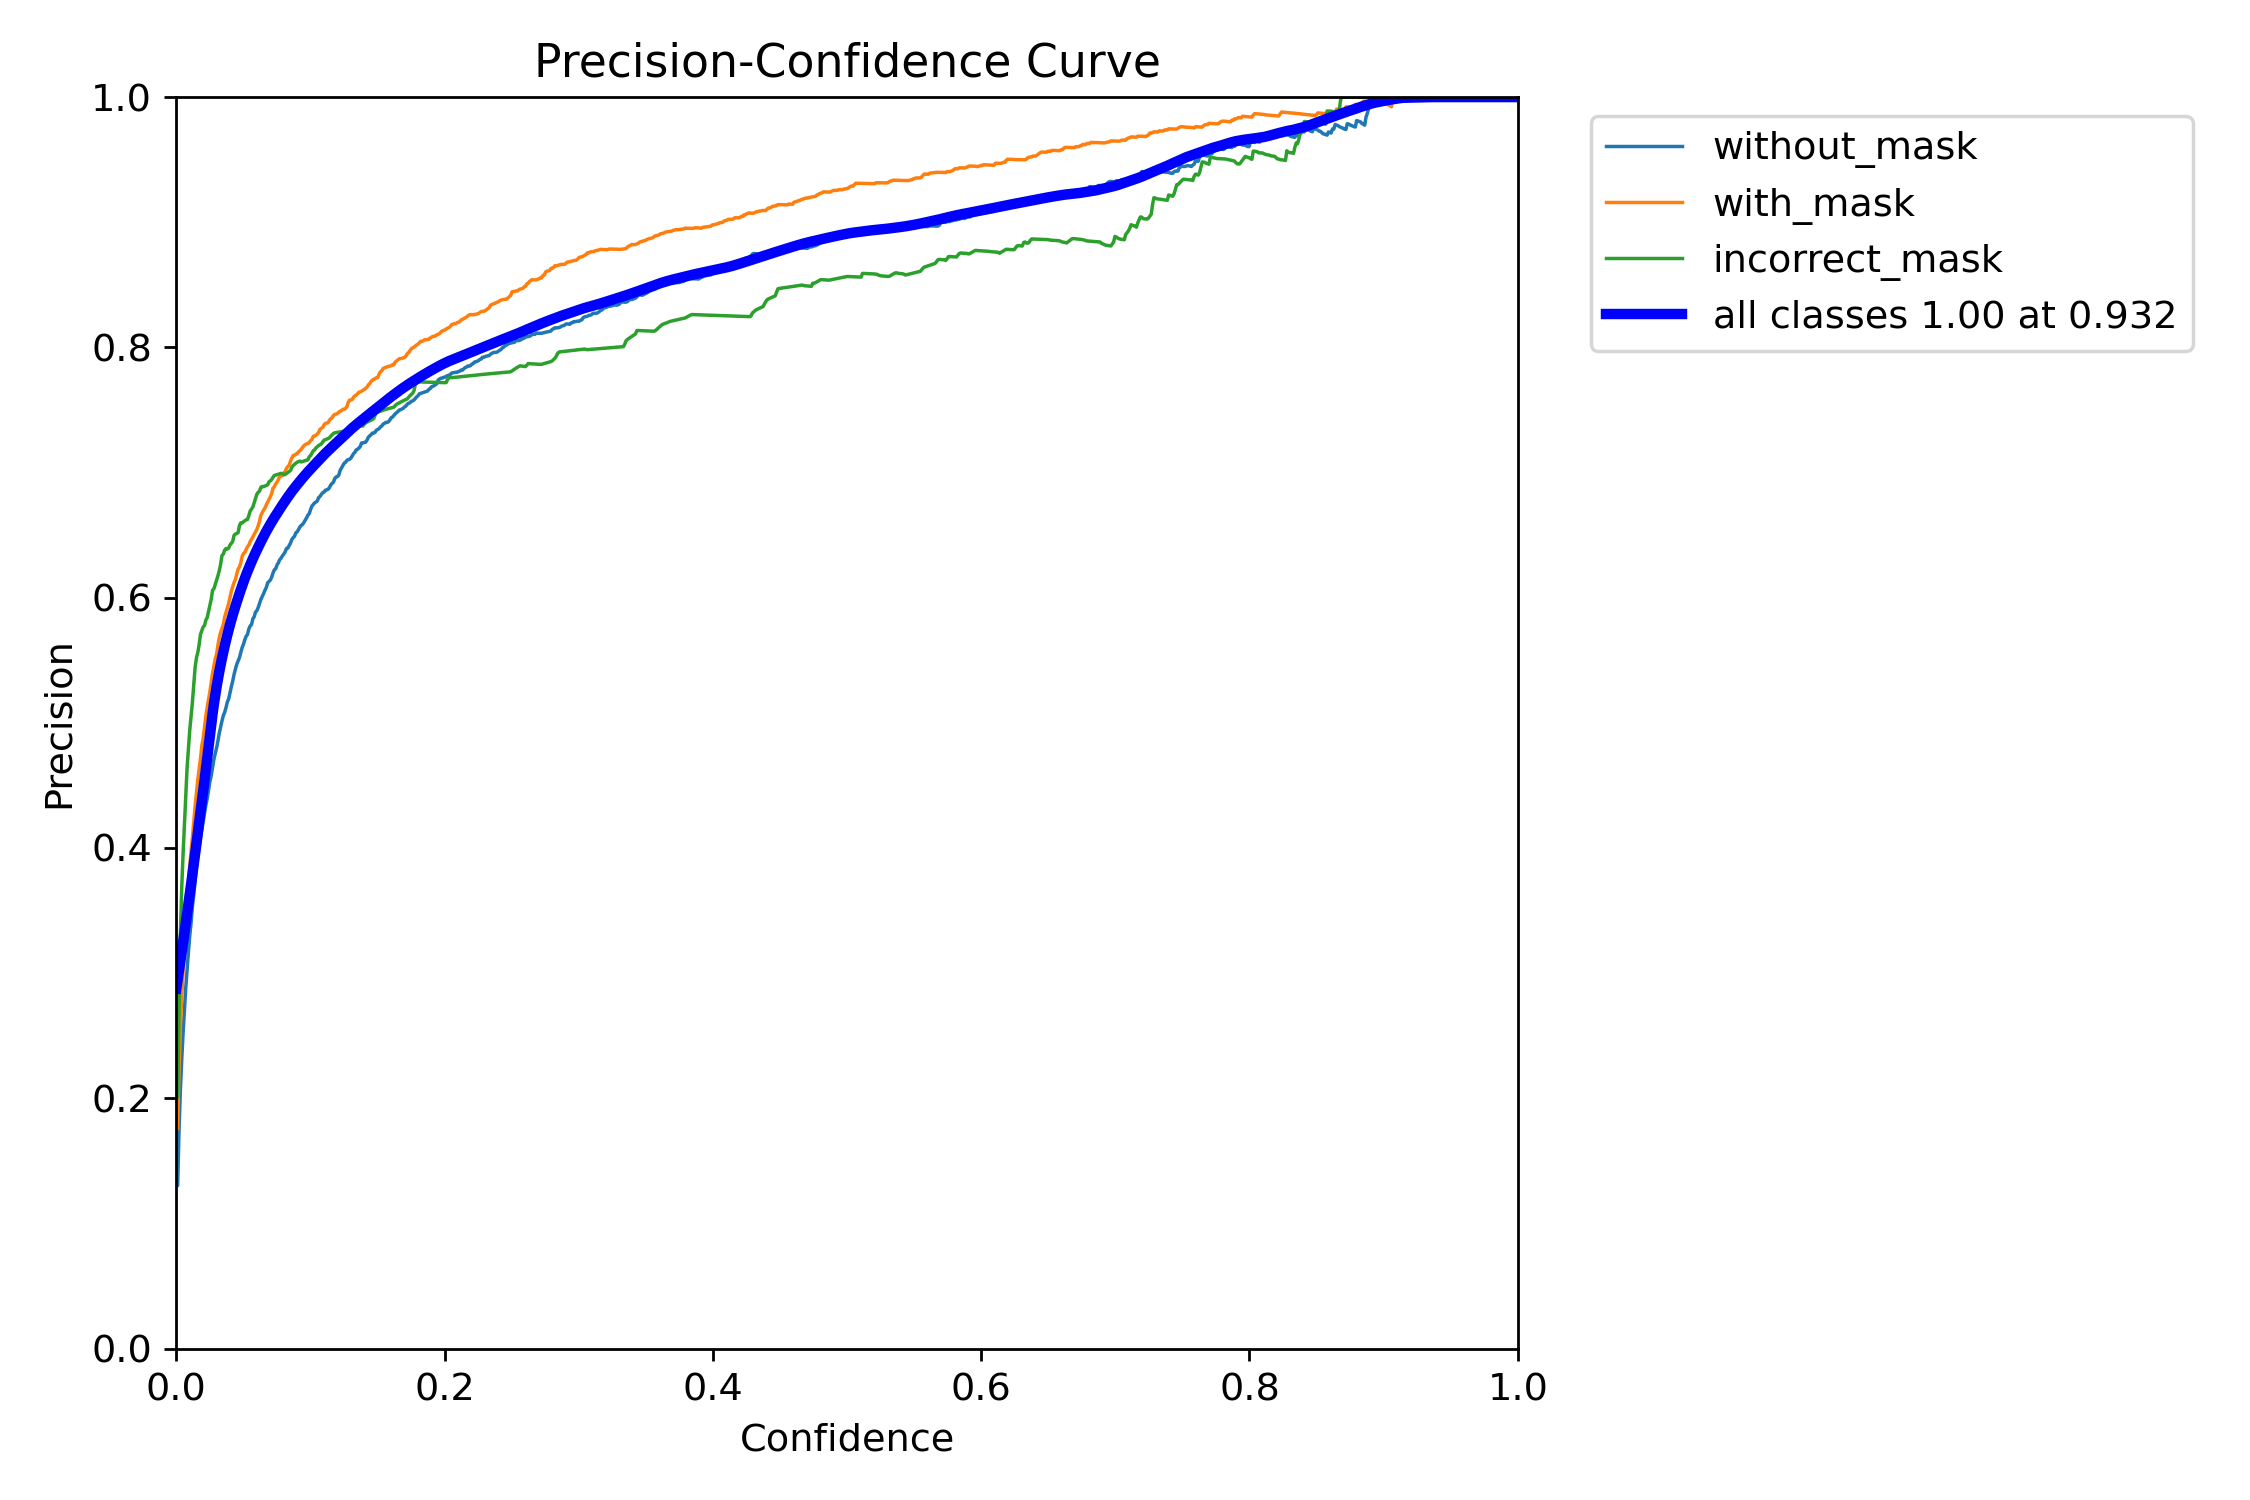 Precision-Confidence Curve
1.0
0.8
0.6
0.4
0.2
0.0
Precision
0.0 0.2 0.4 0.6 0.8 1.0
Confidence
without_mask
with_mask
incorrect_mask
all classes 1.00 at 0.932